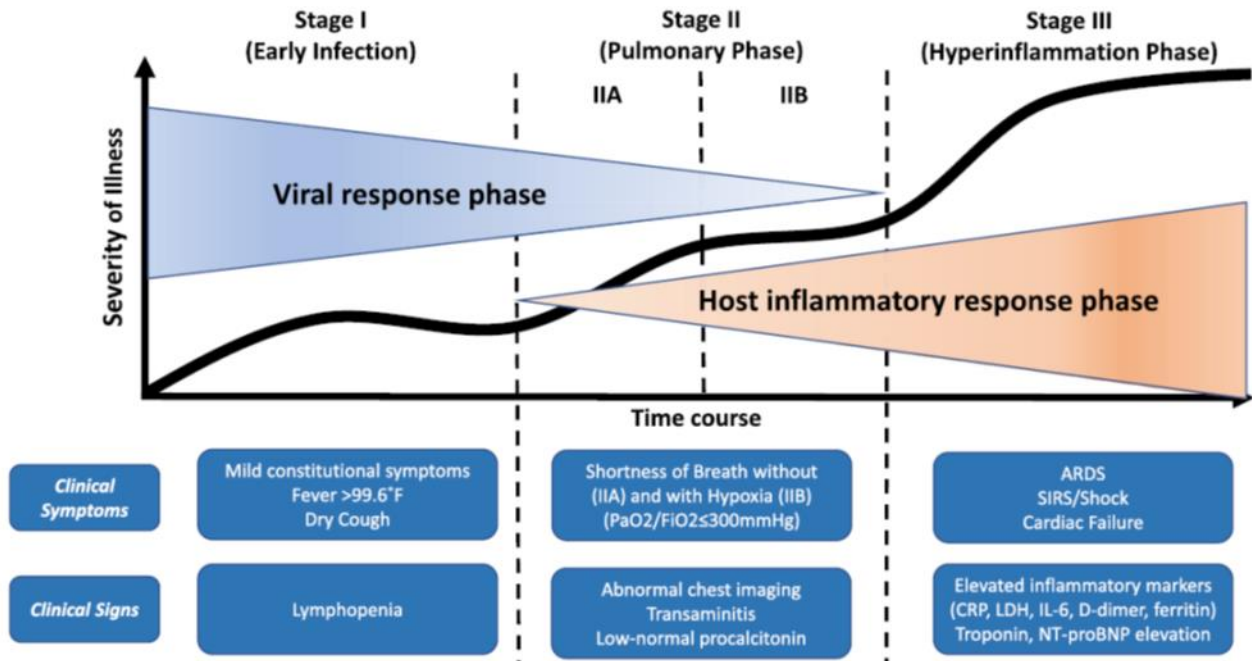 Stage I
(Early Infection)
Stage II
(Pulmonary Phase)
Stage III
(Hyperinflammation Phase)
IIA
IIB
Severity of Illness
Viral response phase
Host inflammatory response phase
Time course
Clinical
Symptoms
Mild constitutional symptoms
Fever >99.6°F
Dry Cough
Shortness of Breath without
(IIA) and with Hypoxia (IIB)
(PaO2/FiO2≤300mmHg)
ARDS
SIRS/Shock
Cardiac Failure
Clinical Signs
Lymphopenia
Abnormal chest imaging
Transaminitis
Low-normal procalcitonin
Elevated inflammatory markers
(CRP, LDH, IL-6, D-dimer, ferritin)
Troponin, NT-proBNP elevation